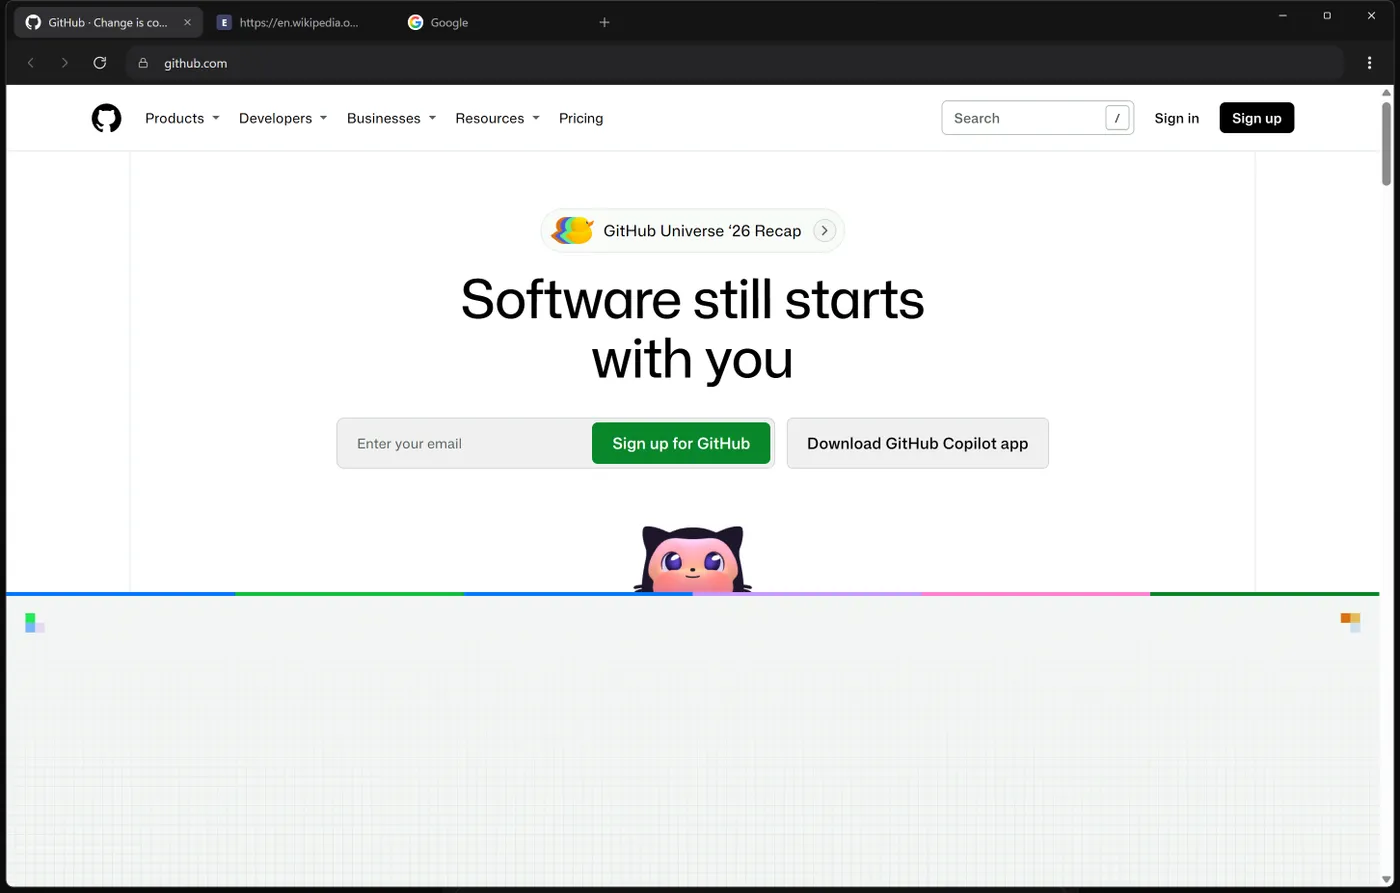 GitHub · Change is co...
E
https://en.wikipedia.o...
Google
github.com
Products
Developers
Businesses
Resources
Pricing
Search
/
Sign in
Sign up
GitHub Universe ‘26 Recap
Software still starts
with you
Enter your email
Sign up for GitHub
Download GitHub Copilot app